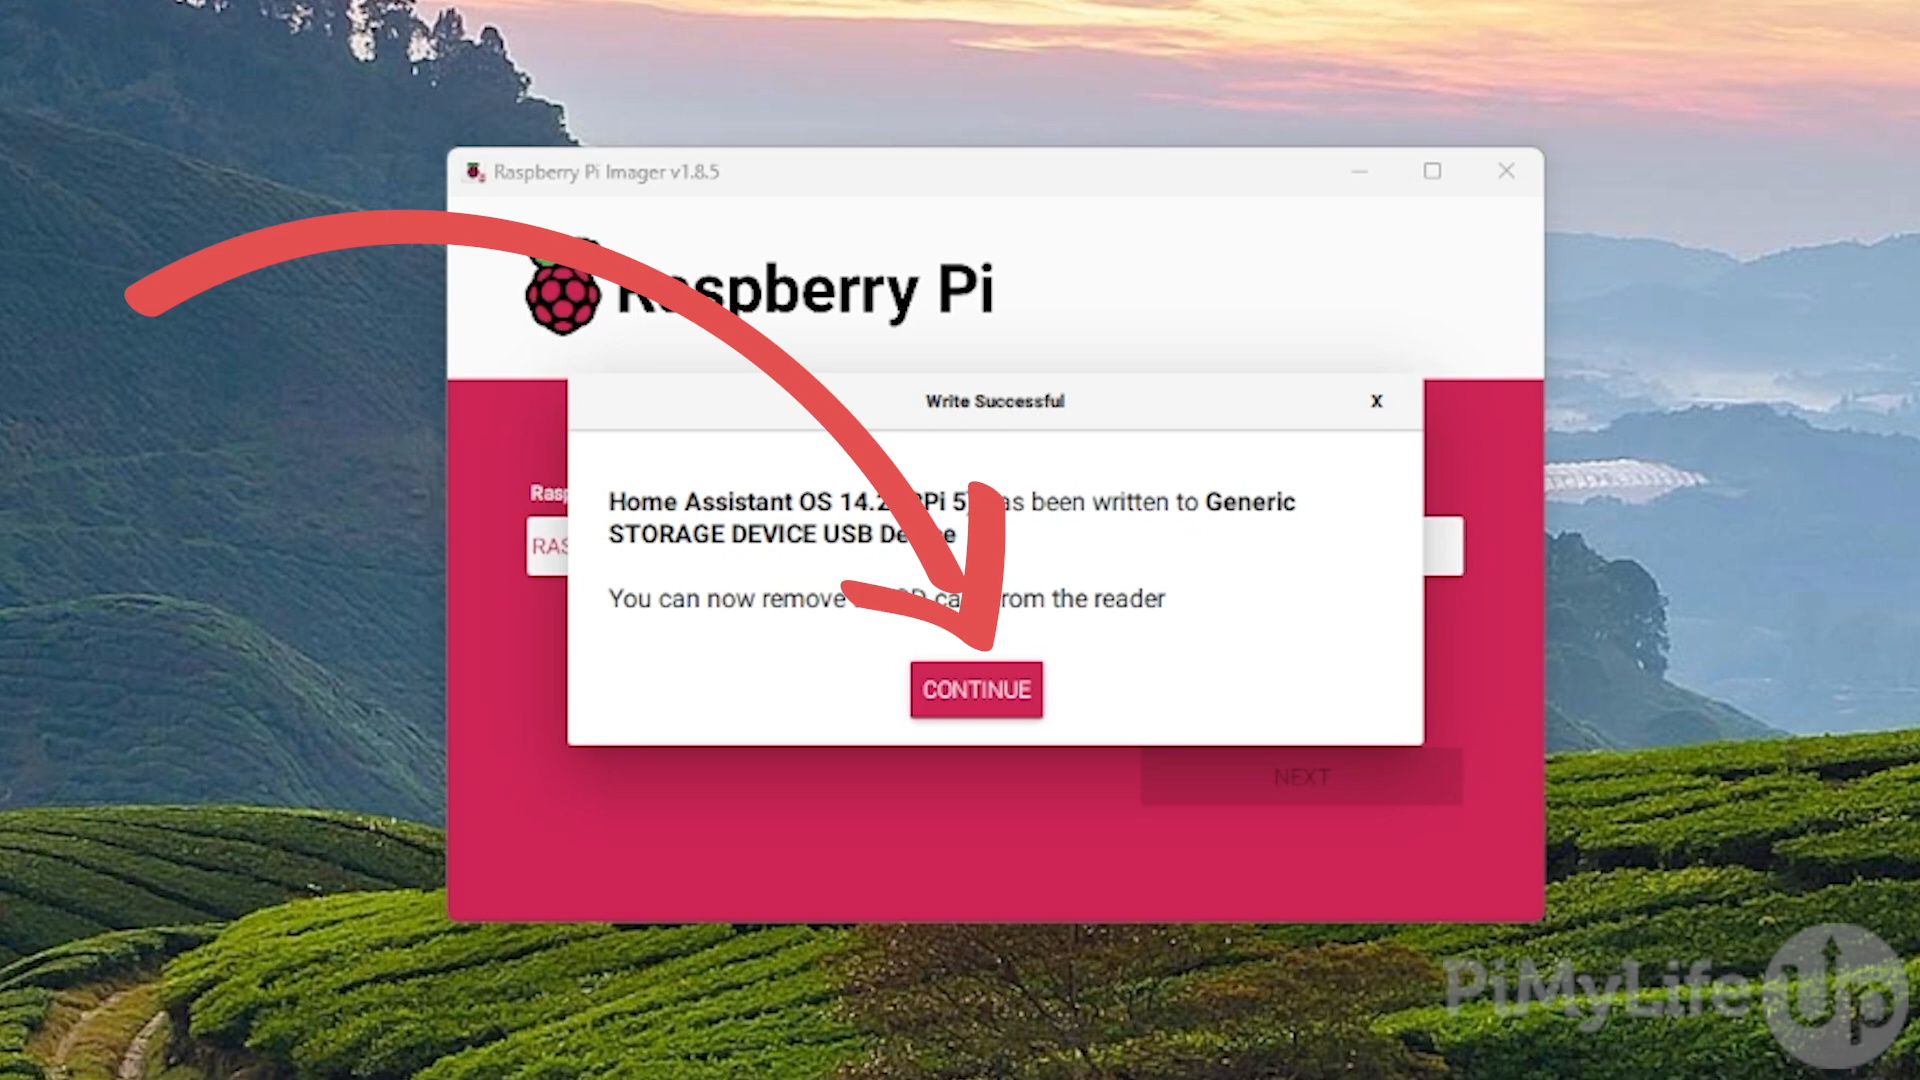 Raspberry Pi Imager v1.8.5
Raspberry Pi
Write Successful
X
Home Assistant OS 14.2 RPi 5) has been written to Generic
STORAGE DEVICE USB Device
You can now remove SD card from the reader
Rasp
RAS
CONTINUE
NEXT
PiMyLifeUp